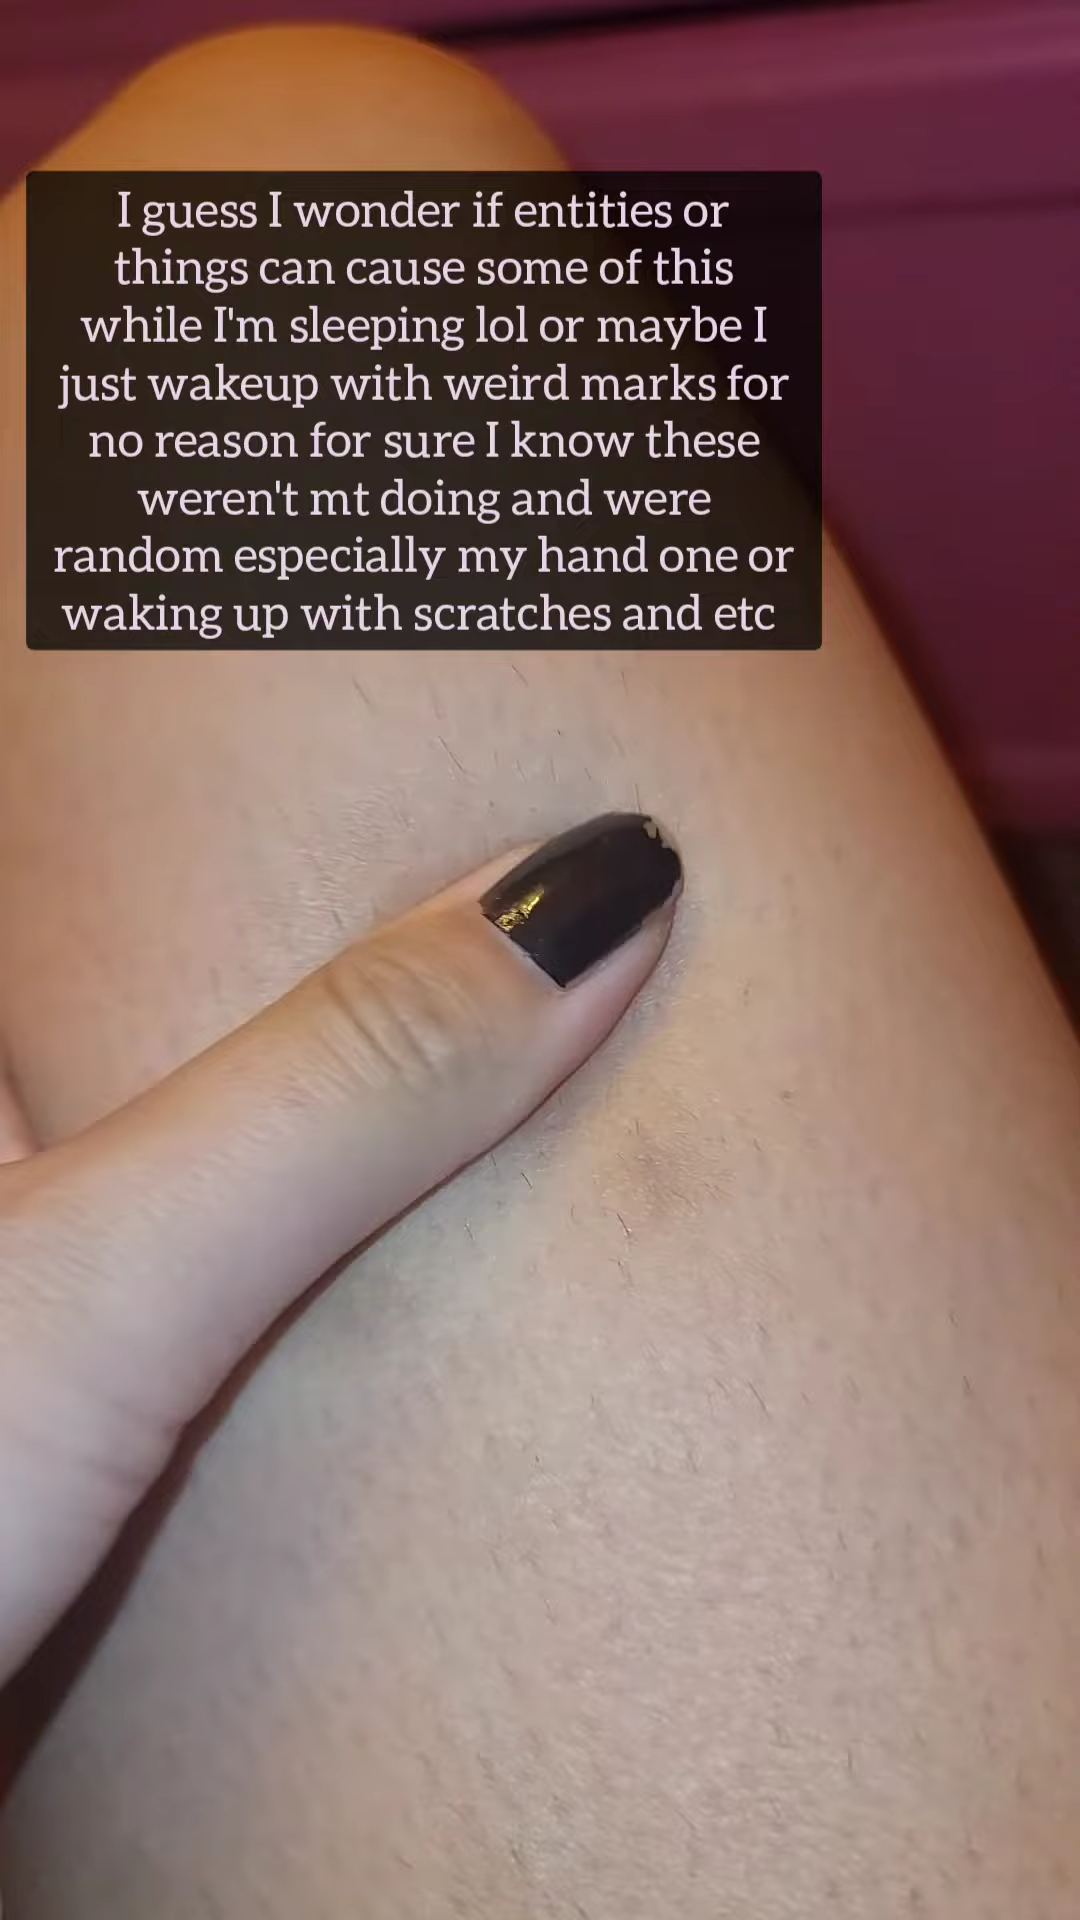 I guess I wonder if entities or
things can cause some of this
while I'm sleeping lol or maybe I
just wakeup with weird marks for
no reason for sure I know these
weren't mt doing and were
random especially my hand one or
waking up with scratches and etc